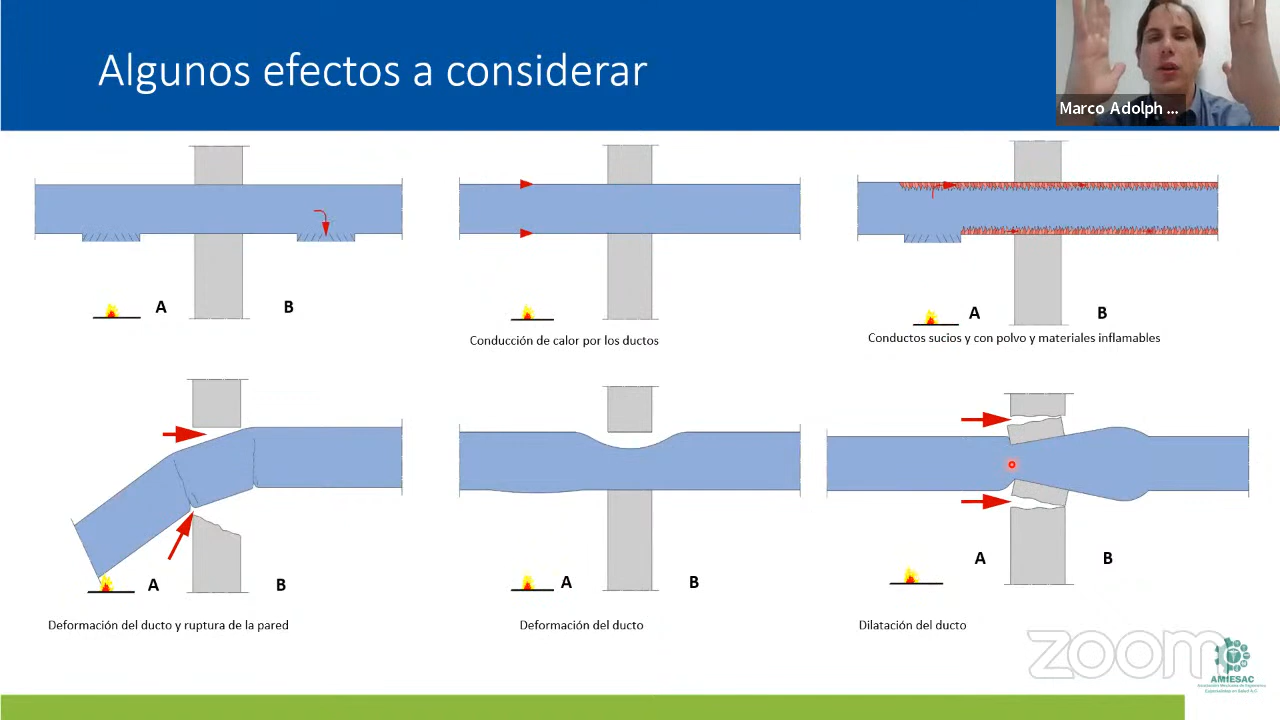 Algunos efectos a considerar
Marco Adolph ...
A
B
Conducción de calor por los ductos
A
B
Conductos sucios y con polvo y materiales inflamables
A
B
Deformación del ducto y ruptura de la pared
A
B
Deformación del ducto
A
B
Dilatación del ducto
zoom
AMIESAC